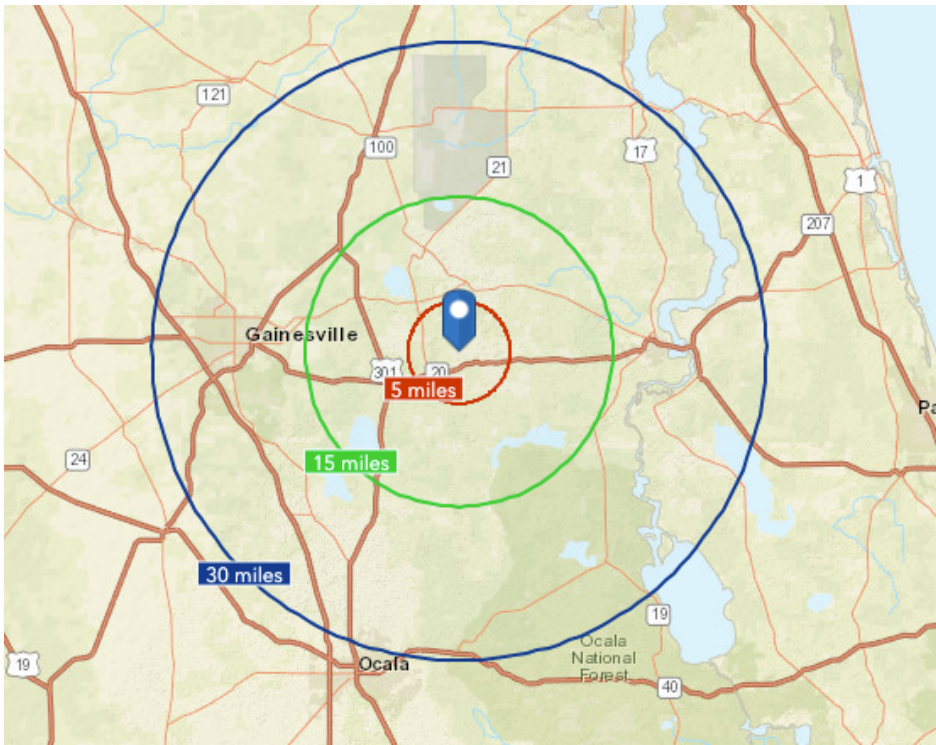 121
100
21
17
1
207
Gainesville
301
20
5 miles
Pa
15 miles
24
30 miles
19
Ocala
National
Forest
19
Ocala
40